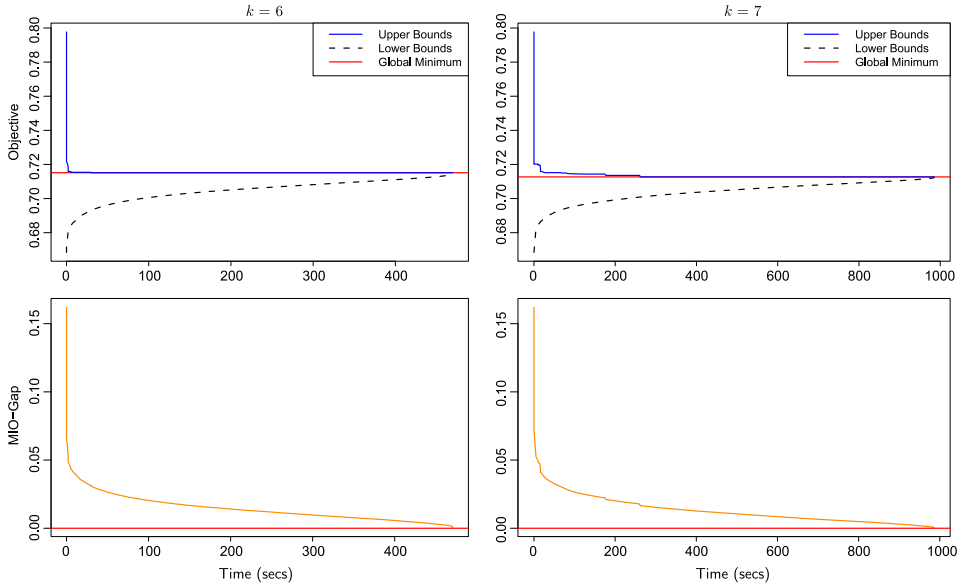 k = 6
k = 7
Objective
0.68 0.70 0.72 0.74 0.76 0.78 0.80
Upper Bounds
Lower Bounds
Global Minimum
0 100 200 300 400
0.68 0.70 0.72 0.74 0.76 0.78 0.80
Upper Bounds
Lower Bounds
Global Minimum
0 200 400 600 800 1000
MIO−Gap
0.00 0.05 0.10 0.15
0 100 200 300 400
Time (secs)
0.00 0.05 0.10 0.15
0 200 400 600 800 1000
Time (secs)